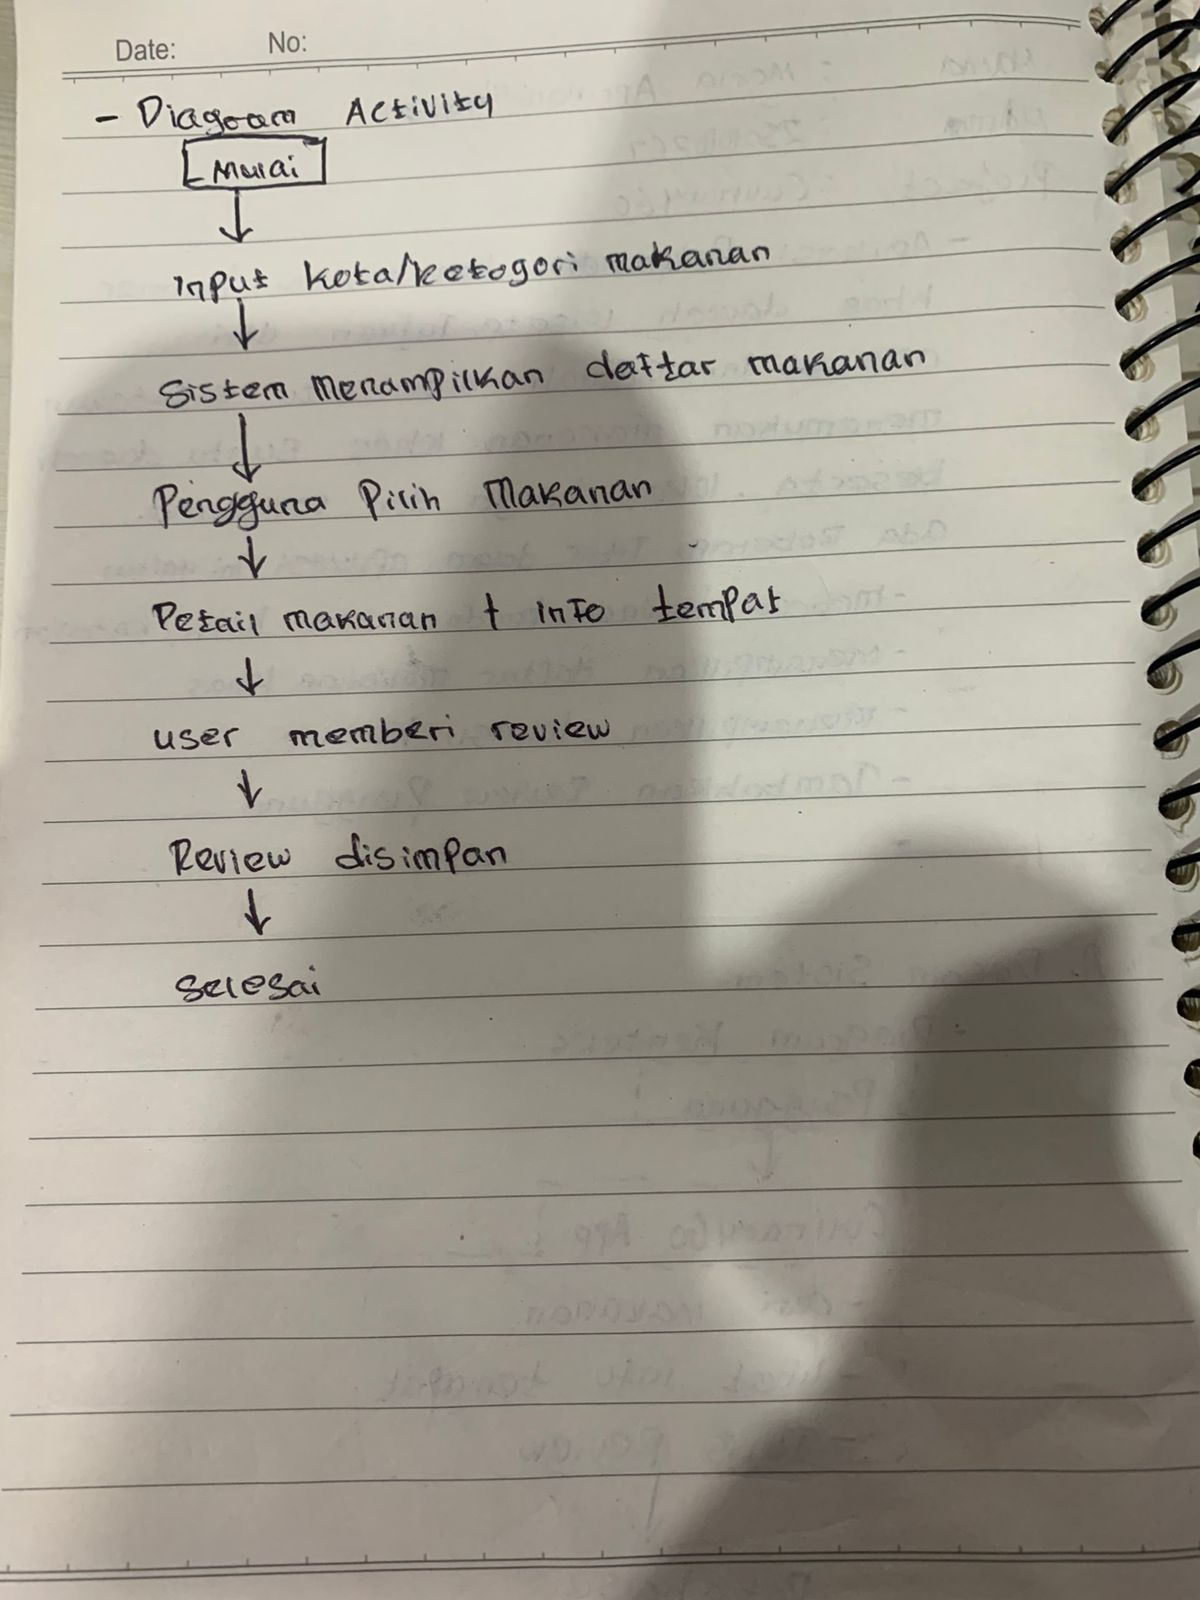 Date: No:
- Diagram Activity
Mulai
↓
Input kota/ketogori makanan
↓
Sistem menampilkan daftar makanan
↓
Pengguna Pilih Makanan
↓
Detail makanan + info tempat
↓
user memberi review
↓
Review disimpan
↓
Selesai